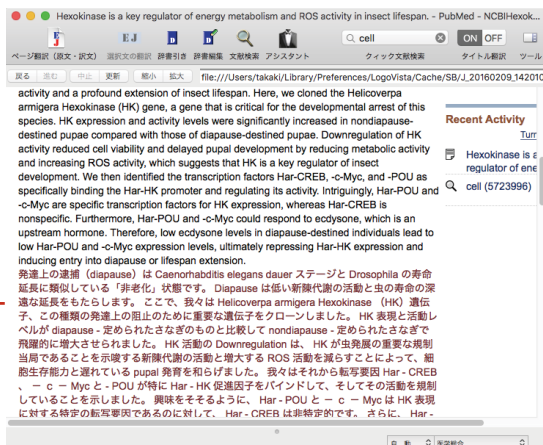 Hexokinase is a key regulator of energy metabolism and ROS activity in insect lifespan. - PubMed - NCBIHexok...
cell
ON OFF
ページ翻訳（原文・訳文） 選択文の翻訳 辞書引き 辞書編集 文献検索 アシスタント クィック文献検索 タイトル翻訳 ツール
戻る 進む 中止 更新 縮小 拡大 file:///Users/takaki/Library/Preferences/LogoVista/Cache/SB/J_20160209_14201
activity and a profound extension of insect lifespan. Here, we cloned the Helicoverpa
armigera Hexokinase (HK) gene, a gene that is critical for the developmental arrest of this
species. HK expression and activity levels were significantly increased in nondiapause-
destined pupae compared with those of diapause-destined pupae. Downregulation of HK
activity reduced cell viability and delayed pupal development by reducing metabolic activity
and increasing ROS activity, which suggests that HK is a key regulator of insect
development. We then identified the transcription factors Har-CREB, -c-Myc, and -POU as
specifically binding the Har-HK promoter and regulating its activity. Intriguingly, Har-POU and
-c-Myc are specific transcription factors for HK expression, whereas Har-CREB is
nonspecific. Furthermore, Har-POU and -c-Myc could respond to ecdysone, which is an
upstream hormone. Therefore, low ecdysone levels in diapause-destined individuals lead to
low Har-POU and -c-Myc expression levels, ultimately repressing Har-HK expression and
inducing entry into diapause or lifespan extension.
発達上の逮捕（diapause）は Caenorhabditis elegans dauer ステージと Drosophila の寿命
延長に類似している「非老化」状態です。 Diapause は低い新陳代謝の活動と虫の寿命の深
遠な延長をもたらします。 ここで、我々は Helicoverpa armigera Hexokinase （HK）遺伝
子、この種類の発達上の阻止のために重要な遺伝子をクローンしました。 HK 表現と活動レ
ベルが diapause - 定められたさなぎのものと比較して nondiapause - 定められたさなぎで
飛躍的に増大させられました。 HK 活動の Downregulation は、 HK が虫発展の重要な規制
当局であることを示唆する新陳代謝の活動と増大する ROS 活動を減らすことによって、細
胞生存能力と遅れている pupal 発育を和らげました。 我々はそれから転写要因 Har - CREB
、 － c － Myc と - POU が特に Har - HK 促進因子をバインドして、そしてその活動を規制
していることを示しました。 興味をそそるように、 Har - POU と － c － Myc は HK 表現
に対する特定の転写要因であるのに対して、 Har - CREB は非特定的です。 さらに、 Har -
Recent Activity
Turr
Hexokinase is a
regulator of ene
cell (5723996)
自 動 医学総合